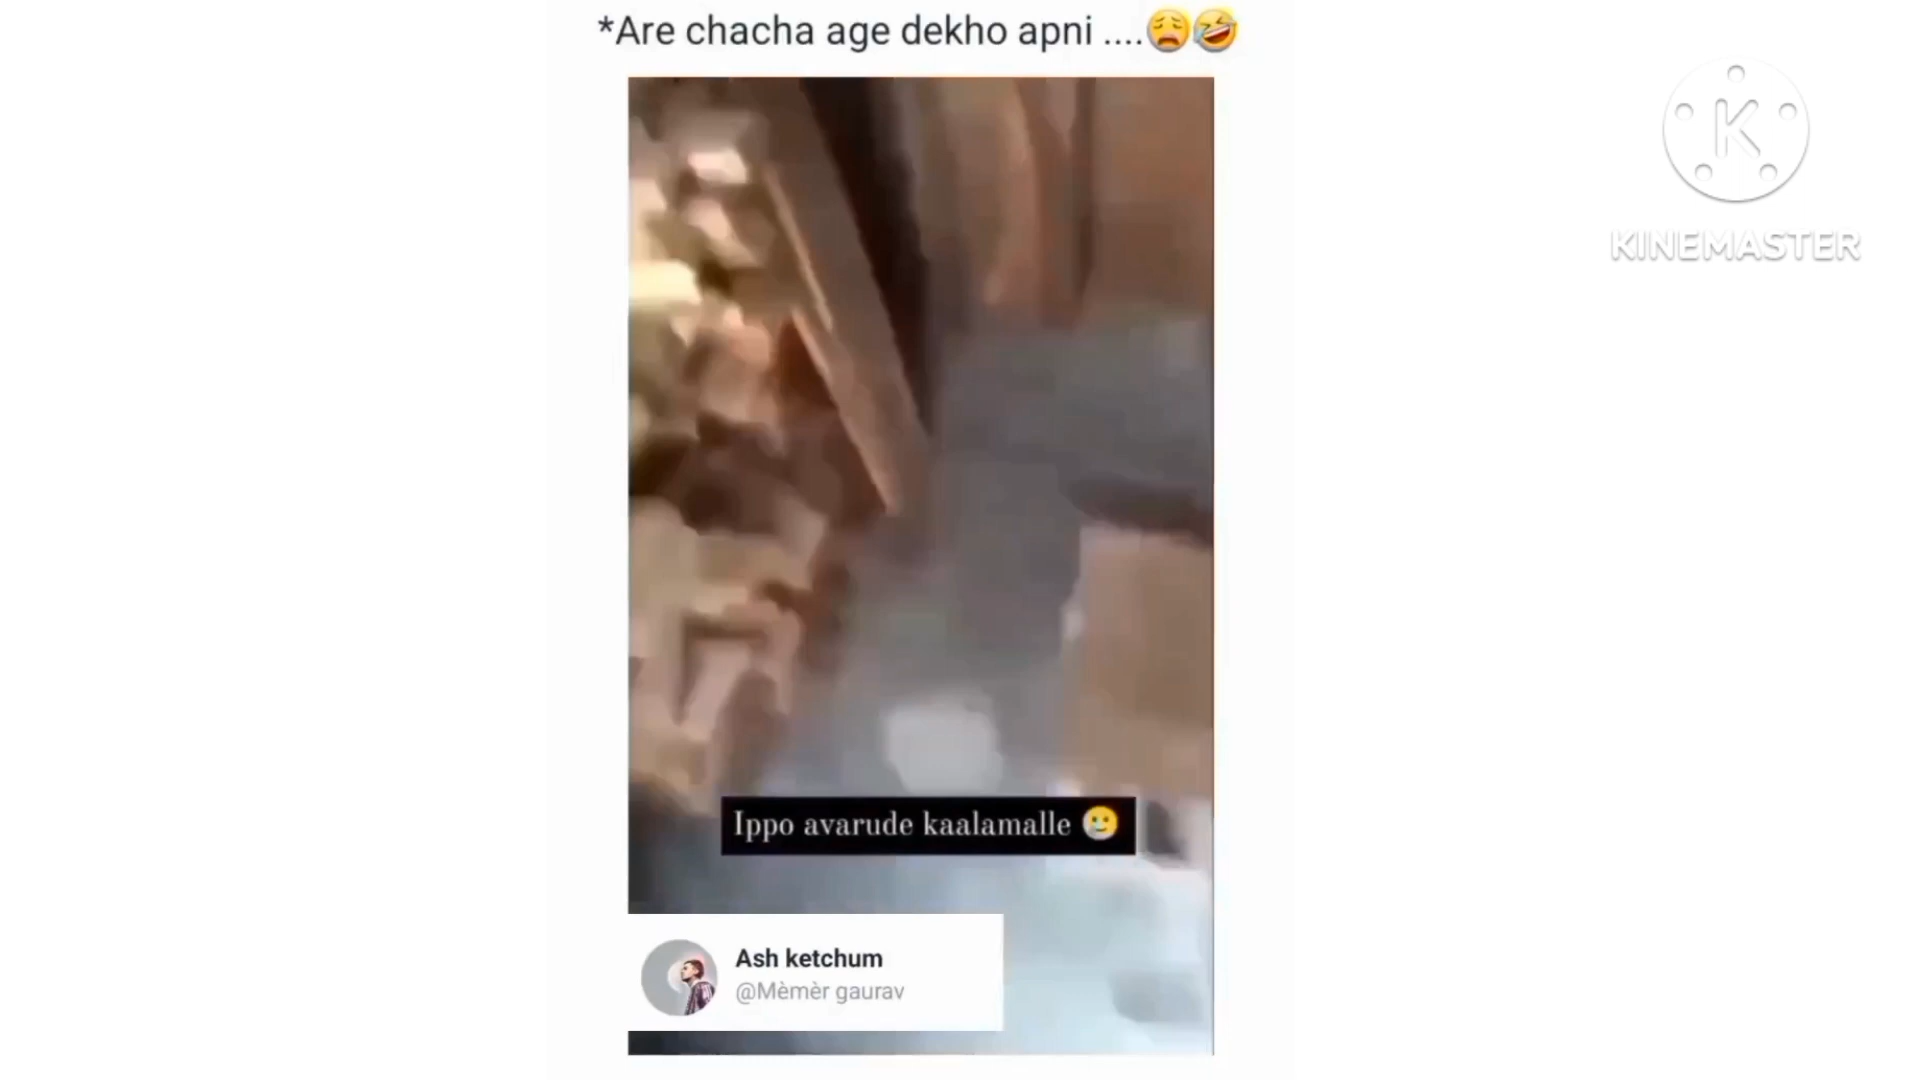 *Are chacha age dekho apni ....😩🤣
KINEMASTER
Ippo avarude kaalamalle 🥲
Ash ketchum
@Mèmèr gaurav